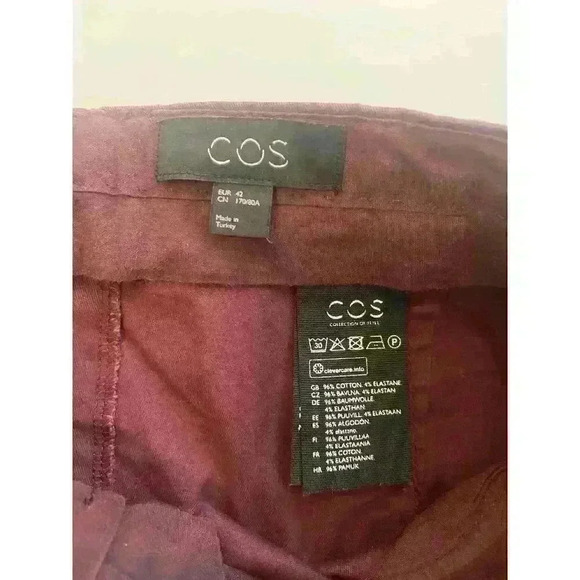 COS
EUR 42
CN 170/80A
Made in
Turkey
COS
COLLECTION OF STYLE
30
P
clevercare.info
GB 96% COTTON. 4% ELASTANE
CZ 96% BAVLNA. 4% ELASTAN
DE 96% BAUMWOLLE.
4% ELASTHAN
EE 96% PUUVILL. 4% ELASTAAN
ES 96% ALGODÓN.
4% elastano.
FI 96% PUUVILLAA
4% ELASTAANIA
FR 96% COTON.
4% ELASTHANNE
HR 96% PAMUK